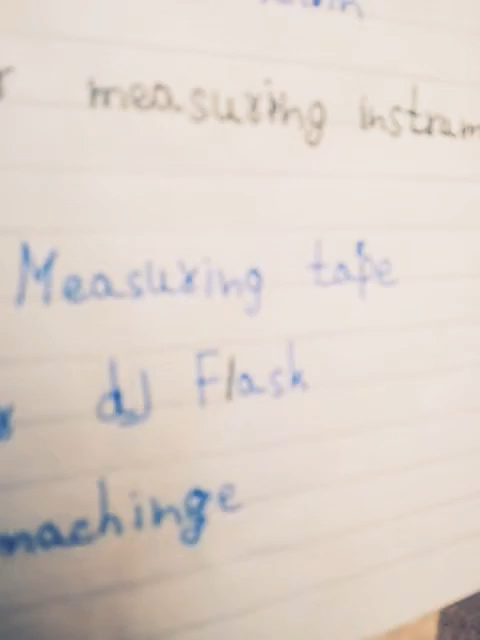 measuring instrum
Measuring tape
d) Flask
machinge